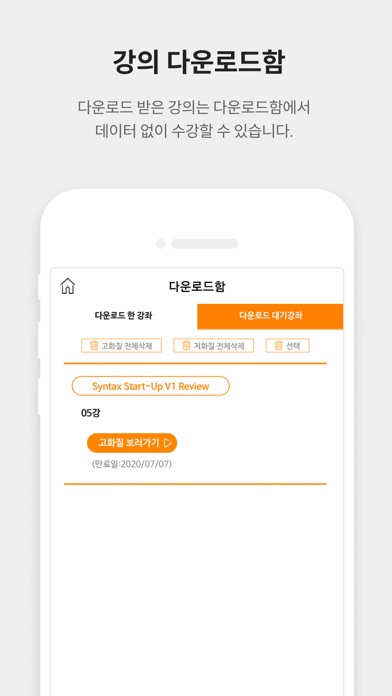 강의 다운로드함
다운로드 받은 강의는 다운로드함에서
데이터 없이 수강할 수 있습니다.
다운로드함
다운로드 한 강좌
다운로드 대기강좌
고화질 전체삭제
저화질 전체삭제
선택
Syntax Start-Up V1 Review
05강
고화질 보러가기
(만료일:2020/07/07)